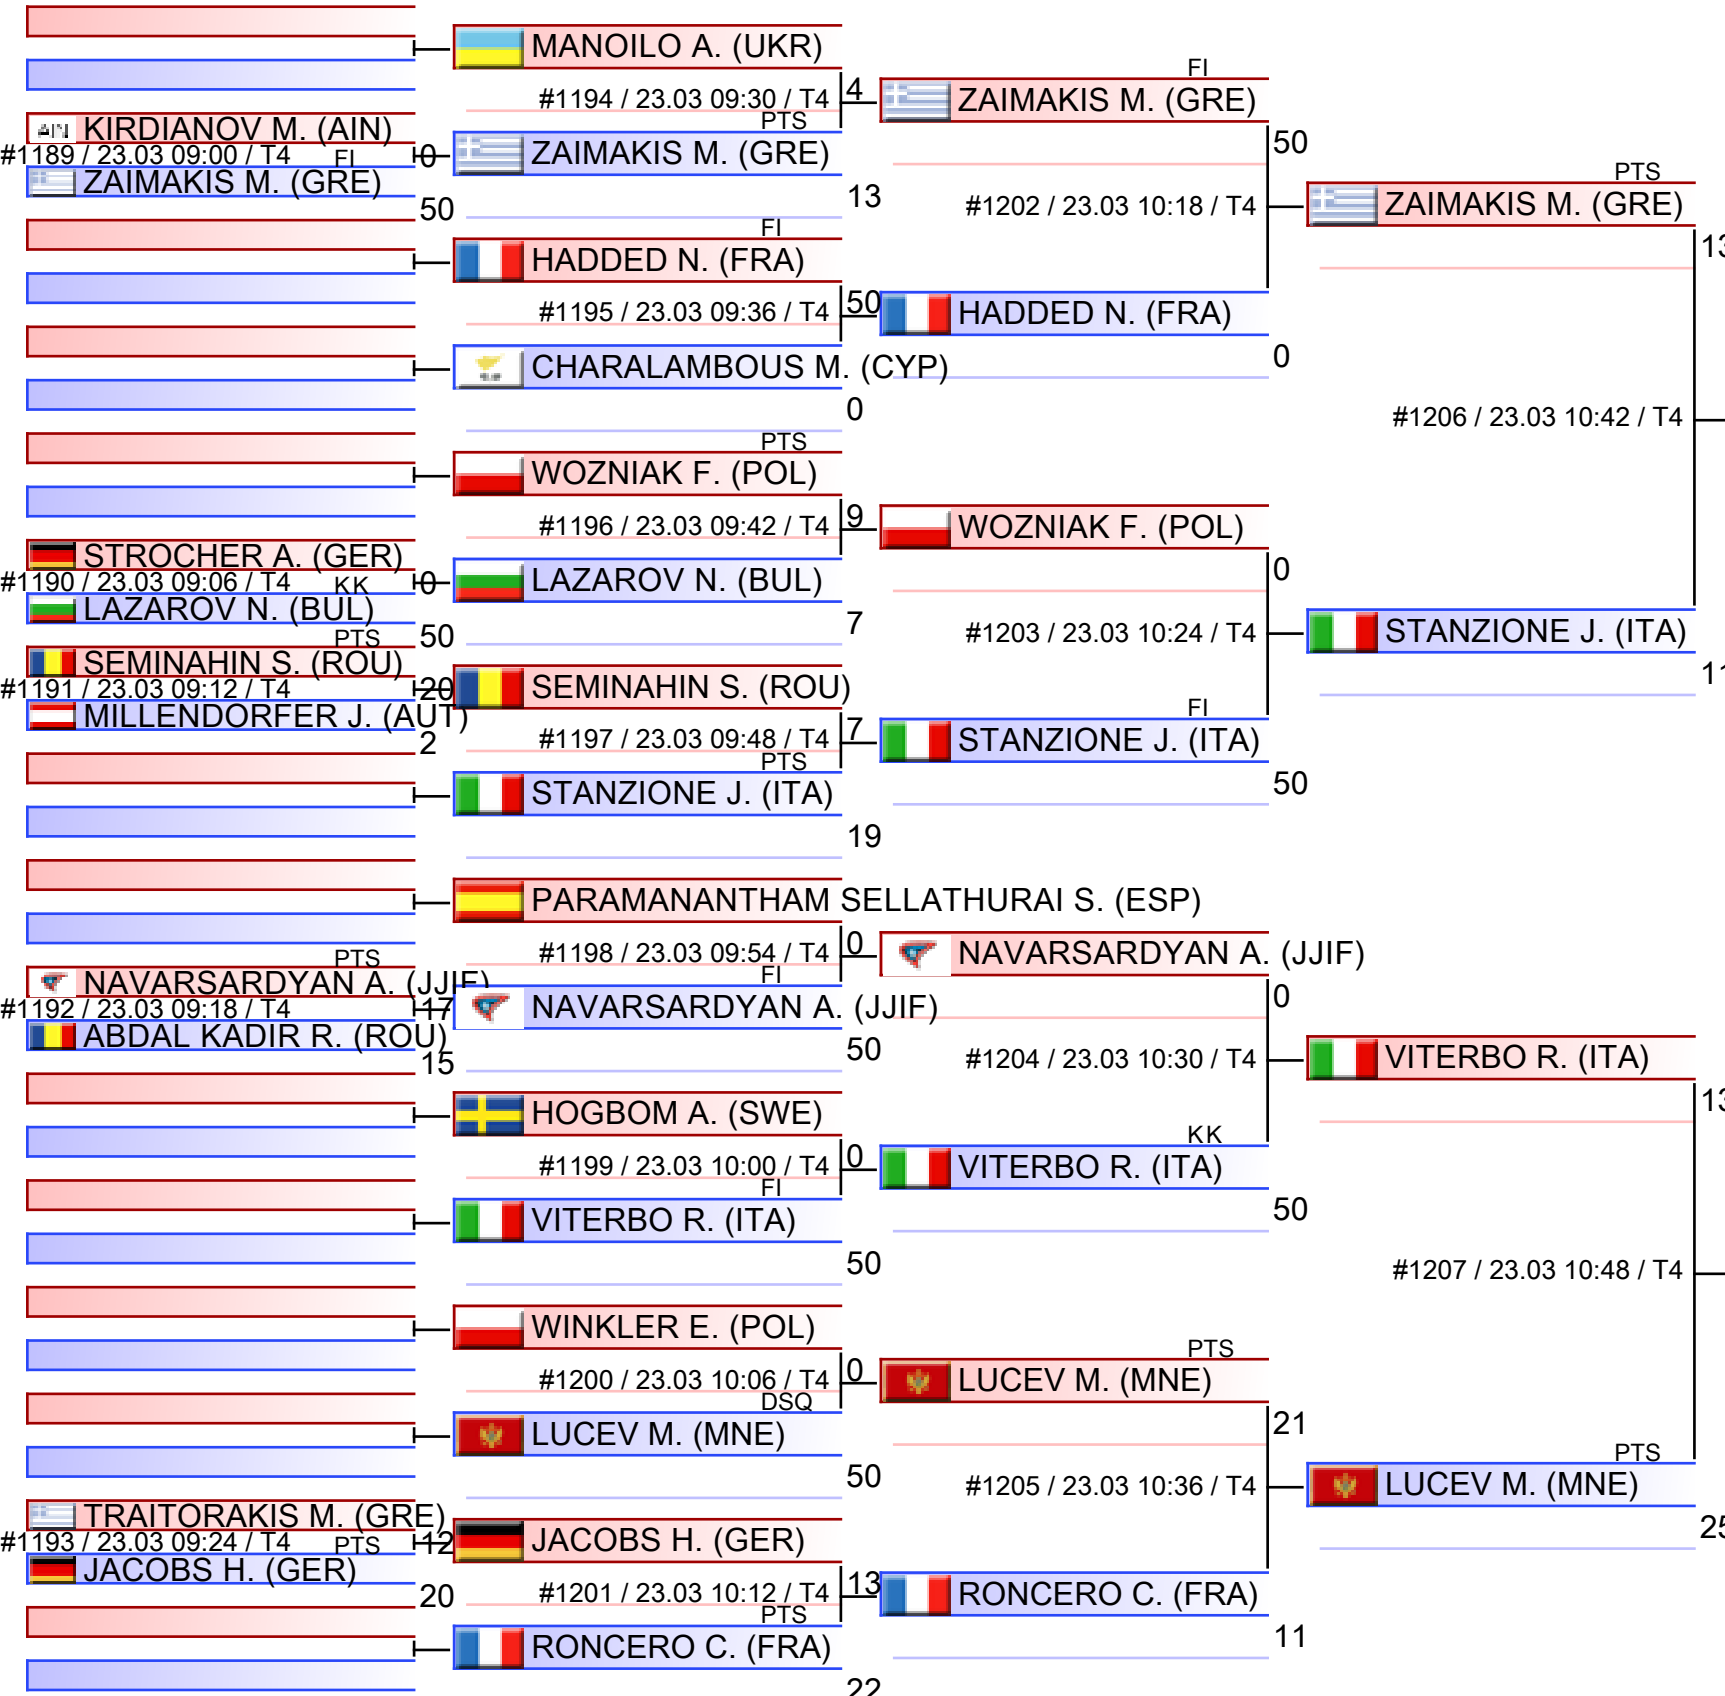 KIRDIANOV M. (AIN)
#1189 / 23.03 09:00 / T4 FI 0
ZAIMAKIS M. (GRE)
50
STROCHER A. (GER)
#1190 / 23.03 09:06 / T4 KK 0
LAZAROV N. (BUL)
50
PTS
SEMINAHIN S. (ROU)
#1191 / 23.03 09:12 / T4 20
MILLENDORFER J. (AUT)
2
PTS
NAVARSARDYAN A. (JJIF)
#1192 / 23.03 09:18 / T4 17
ABDAL KADIR R. (ROU)
15
TRAITORAKIS M. (GRE)
#1193 / 23.03 09:24 / T4 PTS 12
JACOBS H. (GER)
20
MANOILO A. (UKR)
#1194 / 23.03 09:30 / T4 4
PTS
ZAIMAKIS M. (GRE)
13
FI
HADDED N. (FRA)
#1195 / 23.03 09:36 / T4 50
CHARALAMBOUS M. (CYP)
0
PTS
WOZNIAK F. (POL)
#1196 / 23.03 09:42 / T4 9
LAZAROV N. (BUL)
7
SEMINAHIN S. (ROU)
#1197 / 23.03 09:48 / T4 7
PTS
STANZIONE J. (ITA)
19
PARAMANANTHAM SELLATHURAI S. (ESP)
#1198 / 23.03 09:54 / T4 0
FI
NAVARSARDYAN A. (JJIF)
50
HOGBOM A. (SWE)
#1199 / 23.03 10:00 / T4 0
FI
VITERBO R. (ITA)
50
WINKLER E. (POL)
#1200 / 23.03 10:06 / T4 0
DSQ
LUCEV M. (MNE)
50
JACOBS H. (GER)
#1201 / 23.03 10:12 / T4 13
PTS
RONCERO C. (FRA)
22
FI
ZAIMAKIS M. (GRE)
50
#1202 / 23.03 10:18 / T4
HADDED N. (FRA)
0
WOZNIAK F. (POL)
0
#1203 / 23.03 10:24 / T4
FI
STANZIONE J. (ITA)
50
NAVARSARDYAN A. (JJIF)
0
#1204 / 23.03 10:30 / T4
KK
VITERBO R. (ITA)
50
PTS
LUCEV M. (MNE)
21
#1205 / 23.03 10:36 / T4
RONCERO C. (FRA)
11
PTS
ZAIMAKIS M. (GRE)
13
#1206 / 23.03 10:42 / T4
STANZIONE J. (ITA)
11
VITERBO R. (ITA)
13
#1207 / 23.03 10:48 / T4
PTS
LUCEV M. (MNE)
25